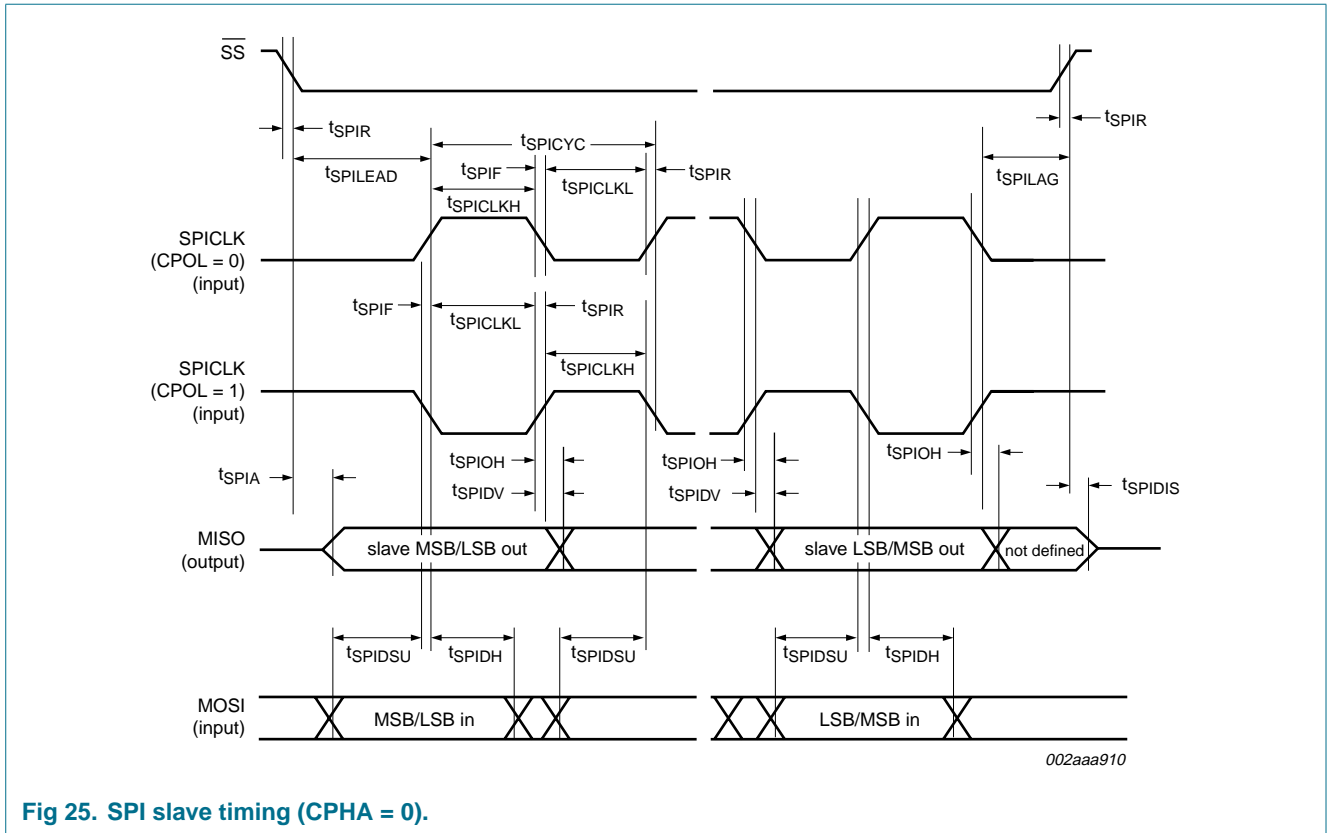 SS
tSPIR
tSPIR
tSPICYC
tSPILEAD
tSPIF
tSPICLKL
tSPIR
tSPILAG
tSPICLKH
SPICLK
(CPOL = 0)
(input)
tSPIF
tSPICLKL
tSPIR
tSPICLKH
SPICLK
(CPOL = 1)
(input)
tSPIOH
tSPIOH
tSPIOH
tSPIA
tSPIDV
tSPIDV
tSPIDIS
MISO
(output)
slave MSB/LSB out
slave LSB/MSB out
not defined
tSPIDSU
tSPIDH
tSPIDSU
tSPIDSU
tSPIDH
MOSI
(input)
MSB/LSB in
LSB/MSB in
002aaa910
Fig 25. SPI slave timing (CPHA = 0).